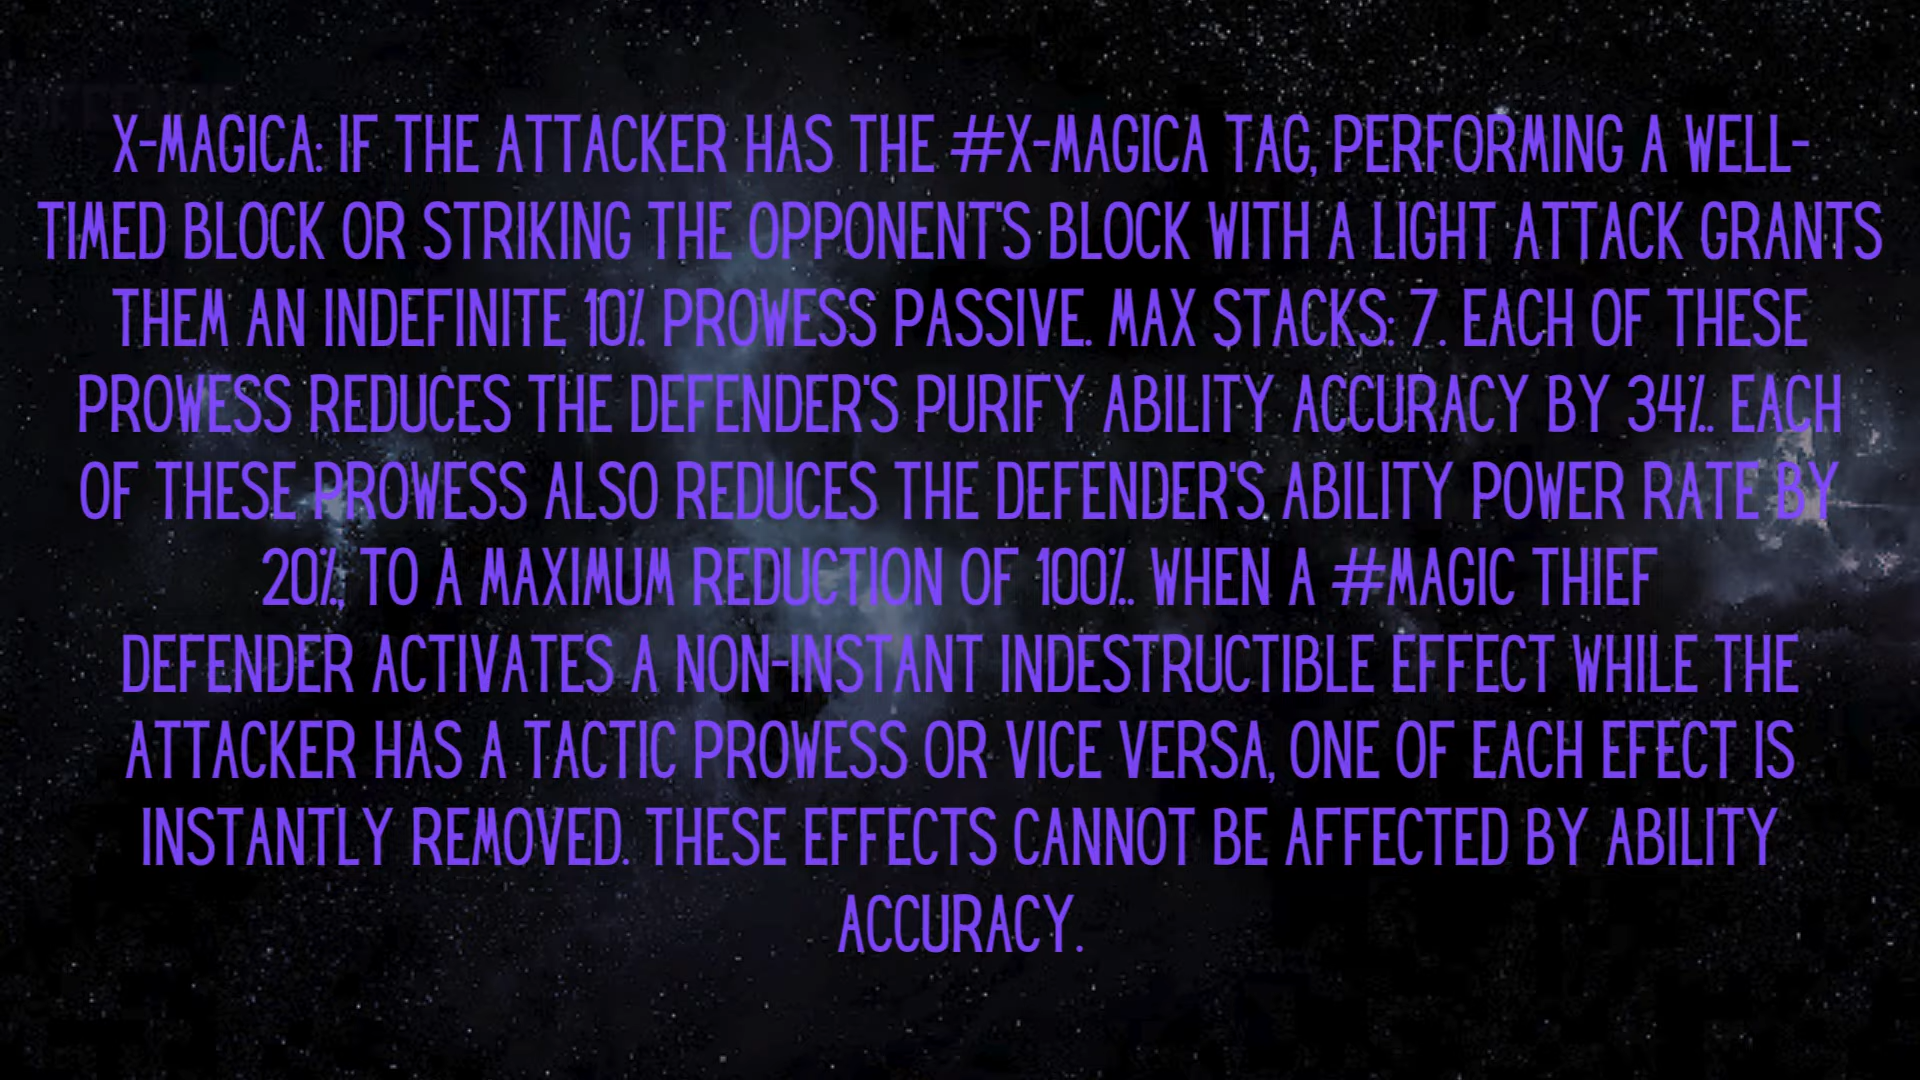 X-MAGICA: IF THE ATTACKER HAS THE #X-MAGICA TAG, PERFORMING A WELL-
TIMED BLOCK OR STRIKING THE OPPONENT'S BLOCK WITH A LIGHT ATTACK GRANTS
THEM AN INDEFINITE 10% PROWESS PASSIVE. MAX STACKS: 7. EACH OF THESE
PROWESS REDUCES THE DEFENDER'S PURIFY ABILITY ACCURACY BY 34%. EACH
OF THESE PROWESS ALSO REDUCES THE DEFENDER'S ABILITY POWER RATE BY
20%, TO A MAXIMUM REDUCTION OF 100%. WHEN A #MAGIC THIEF
DEFENDER ACTIVATES A NON-INSTANT INDESTRUCTIBLE EFFECT WHILE THE
ATTACKER HAS A TACTIC PROWESS OR VICE VERSA, ONE OF EACH EFECT IS
INSTANTLY REMOVED. THESE EFFECTS CANNOT BE AFFECTED BY ABILITY
ACCURACY.